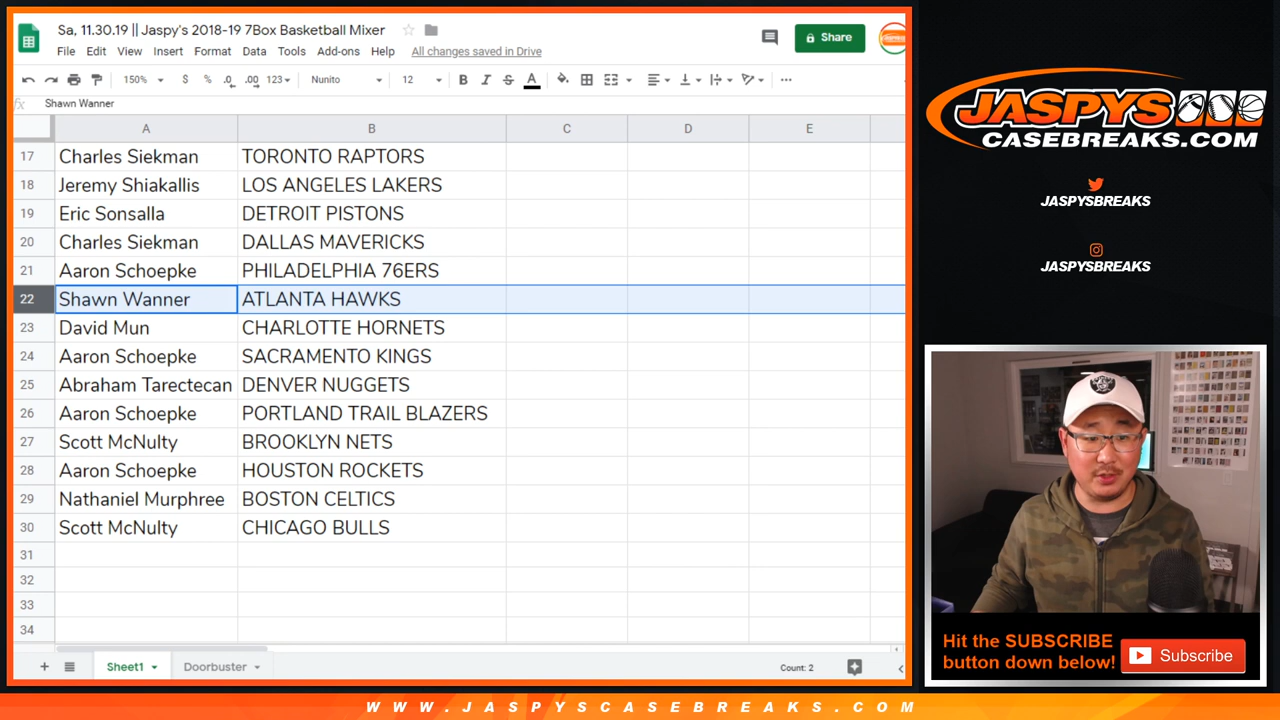 Sa, 11.30.19 || Jaspy's 2018-19 7Box Basketball Mixer
Share
File Edit View Insert Format Data Tools Add-ons Help All changes saved in Drive
150% $ % .0 .00 123 Nunito 12 B I S A
fx Shawn Wanner
A B C D E
17 Charles Siekman TORONTO RAPTORS
18 Jeremy Shiakallis LOS ANGELES LAKERS
19 Eric Sonsalla DETROIT PISTONS
20 Charles Siekman DALLAS MAVERICKS
21 Aaron Schoepke PHILADELPHIA 76ERS
22 Shawn Wanner ATLANTA HAWKS
23 David Mun CHARLOTTE HORNETS
24 Aaron Schoepke SACRAMENTO KINGS
25 Abraham Tarectecan DENVER NUGGETS
26 Aaron Schoepke PORTLAND TRAIL BLAZERS
27 Scott McNulty BROOKLYN NETS
28 Aaron Schoepke HOUSTON ROCKETS
29 Nathaniel Murphree BOSTON CELTICS
30 Scott McNulty CHICAGO BULLS
31
32
33
34
Sheet1 Doorbuster Count: 2
JASPYS
CASEBREAKS.COM
JASPYSBREAKS
JASPYSBREAKS
Hit the SUBSCRIBE
button down below!
Subscribe
WWW.JASPYSCASEBREAKS.COM